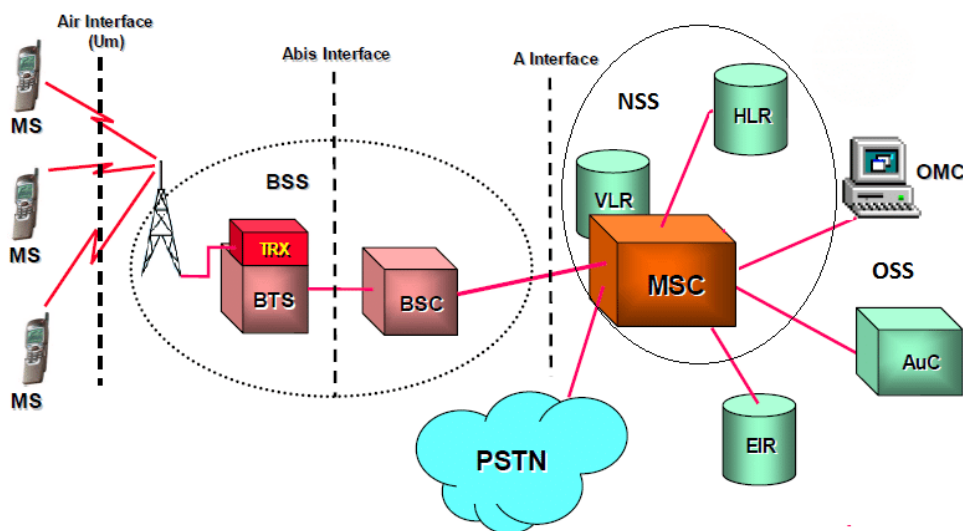 Air Interface
(Um)
Abis Interface
A Interface
NSS
HLR
MS
OMC
BSS
VLR
TRX
MS
MSC
OSS
BTS
BSC
AuC
MS
PSTN
EIR